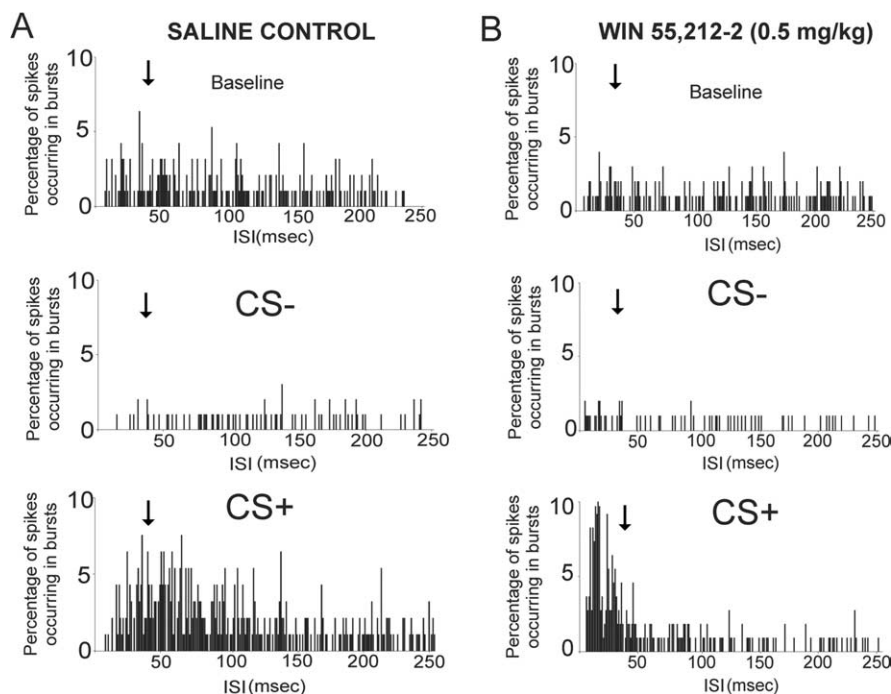 A
SALINE CONTROL
Percentage of spikes
occurring in bursts
10
5
0
Baseline
50 100 150 200 250
ISI(msec)
Percentage of spikes
occurring in bursts
10
5
0
CS-
50 100 150 200 250
ISI (msec)
Percentage of spikes
occurring in bursts
10
5
0
CS+
50 100 150 200 250
ISI (msec)
B
WIN 55,212-2 (0.5 mg/kg)
Percentage of spikes
occurring in bursts
10
5
0
Baseline
50 100 150 200 250
ISI (msec)
Percentage of spikes
occurring in bursts
10
5
0
CS-
50 100 150 200 250
ISI (msec)
Percentage of spikes
occurring in bursts
10
5
0
CS+
50 100 150 200 250
ISI (msec)